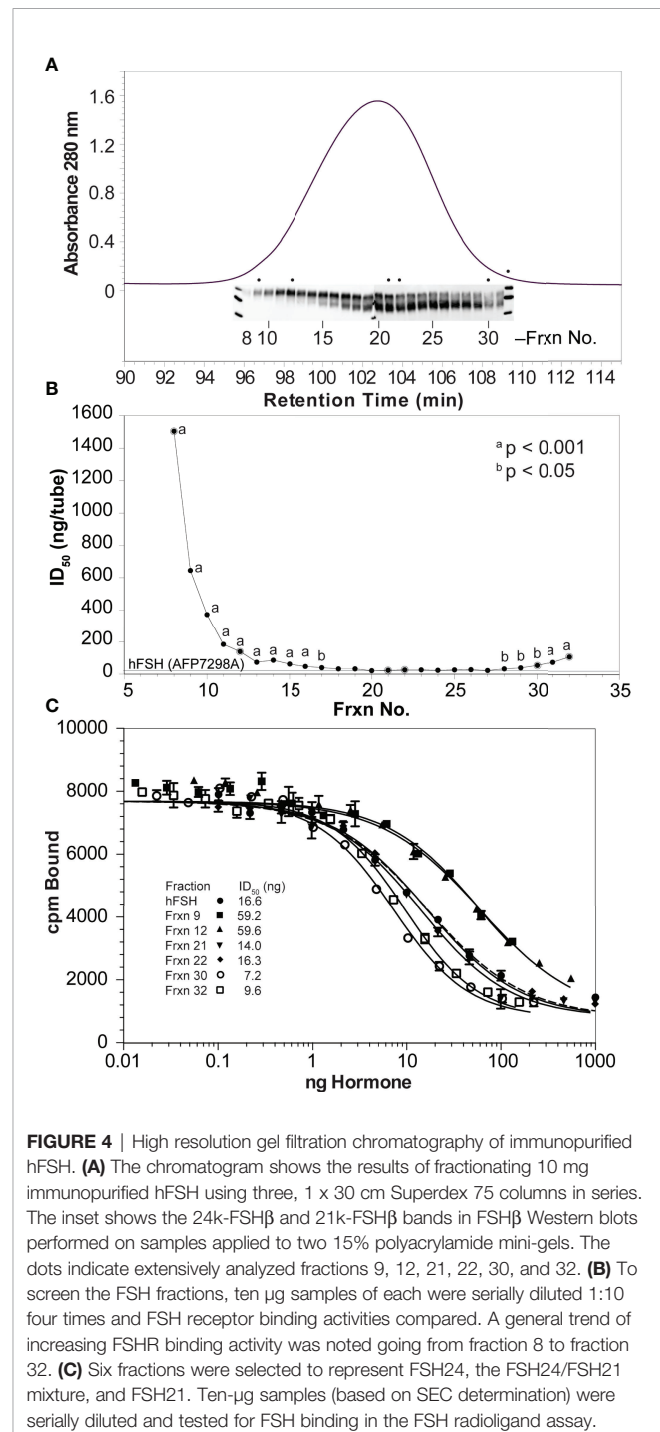 A
Absorbance 280 nm
1.6
1.2
0.8
0.4
0
8 10 15 20 25 30 –Frxn No.
90 92 94 96 98 100 102 104 106 108 110 112 114
Retention Time (min)
B
ID50 (ng/tube)
1600
1400
1200
1000
800
600
400
200
0
a p < 0.001
b p < 0.05
a
a
a
a
a
a a a a b
b b b a a
hFSH (AFP7298A)
5 10 15 20 25 30 35
Frxn No.
C
cpm Bound
10000
8000
6000
4000
2000
0
Fraction ID50 (ng)
hFSH 16.6
Frxn 9 59.2
Frxn 12 59.6
Frxn 21 14.0
Frxn 22 16.3
Frxn 30 7.2
Frxn 32 9.6
0.01 0.1 1 10 100 1000
ng Hormone
FIGURE 4 | High resolution gel filtration chromatography of immunopurified
hFSH. (A) The chromatogram shows the results of fractionating 10 mg
immunopurified hFSH using three, 1 x 30 cm Superdex 75 columns in series.
The inset shows the 24k-FSHβ and 21k-FSHβ bands in FSHβ Western blots
performed on samples applied to two 15% polyacrylamide mini-gels. The
dots indicate extensively analyzed fractions 9, 12, 21, 22, 30, and 32. (B) To
screen the FSH fractions, ten µg samples of each were serially diluted 1:10
four times and FSH receptor binding activities compared. A general trend of
increasing FSHR binding activity was noted going from fraction 8 to fraction
32. (C) Six fractions were selected to represent FSH24, the FSH24/FSH21
mixture, and FSH21. Ten-µg samples (based on SEC determination) were
serially diluted and tested for FSH binding in the FSH radioligand assay.